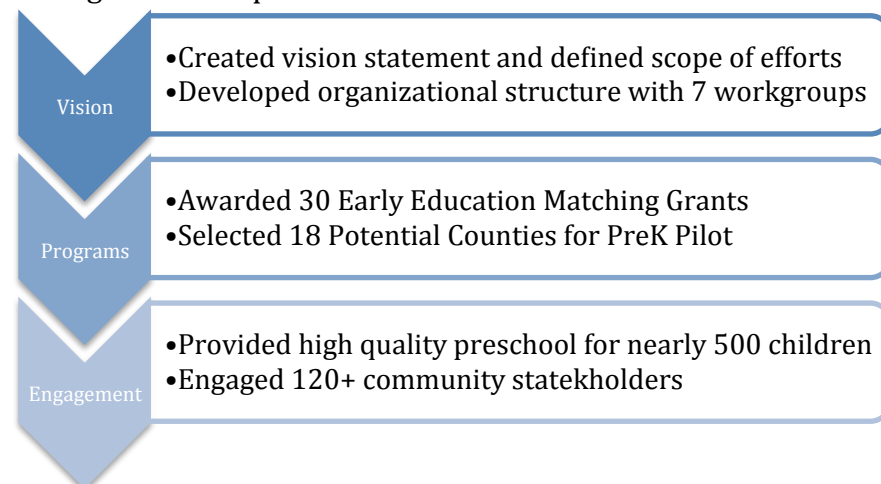 Vision
•Created vision statement and defined scope of efforts
•Developed organizational structure with 7 workgroups
Programs
•Awarded 30 Early Education Matching Grants
•Selected 18 Potential Counties for PreK Pilot
Engagement
•Provided high quality preschool for nearly 500 children
•Engaged 120+ community statekholders